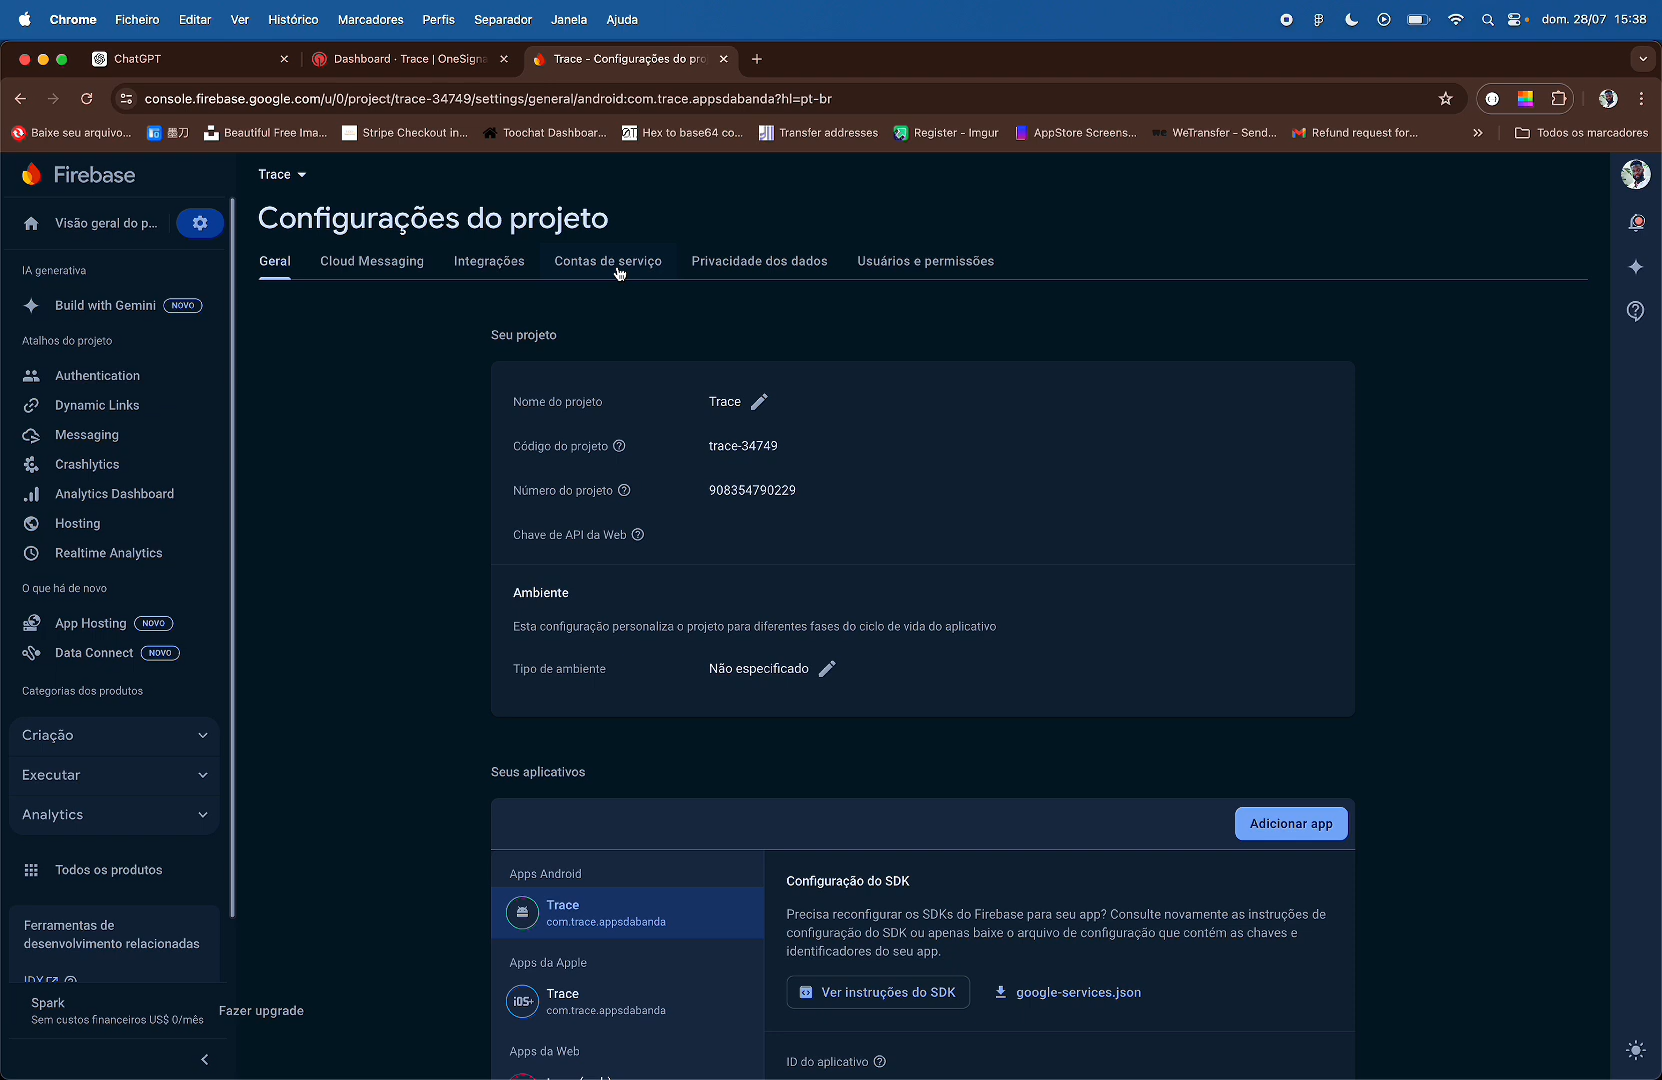 Chrome Ficheiro Editar Ver Histórico Marcadores Perfis Separador Janela Ajuda dom. 28/07 15:38
ChatGPT Dashboard · Trace | OneSigna Trace - Configurações do pro
console.firebase.google.com/u/0/project/trace-34749/settings/general/android:com.trace.appsdabanda?hl=pt-br
Baixe seu arquivo... 墨刀 Beautiful Free Ima... Stripe Checkout in... Toochat Dashboar... Hex to base64 co... Transfer addresses Register - Imgur AppStore Screens... WeTransfer - Send... Refund request for... » Todos os marcadores
Firebase
Visão geral do p...
IA generativa
Build with Gemini NOVO
Atalhos do projeto
Authentication
Dynamic Links
Messaging
Crashlytics
Analytics Dashboard
Hosting
Realtime Analytics
O que há de novo
App Hosting NOVO
Data Connect NOVO
Categorias dos produtos
Criação
Executar
Analytics
Todos os produtos
Ferramentas de
desenvolvimento relacionadas
IDX
Spark
Sem custos financeiros US$ 0/mês
Fazer upgrade
Trace
Configurações do projeto
Geral Cloud Messaging Integrações Contas de serviço Privacidade dos dados Usuários e permissões
Seu projeto
Nome do projeto Trace
Código do projeto trace-34749
Número do projeto 908354790229
Chave de API da Web
Ambiente
Esta configuração personaliza o projeto para diferentes fases do ciclo de vida do aplicativo
Tipo de ambiente Não especificado
Seus aplicativos
Adicionar app
Apps Android
Trace
com.trace.appsdabanda
Apps da Apple
iOS+ Trace
com.trace.appsdabanda
Apps da Web
Configuração do SDK
Precisa reconfigurar os SDKs do Firebase para seu app? Consulte novamente as instruções de
configuração do SDK ou apenas baixe o arquivo de configuração que contém as chaves e
identificadores do seu app.
Ver instruções do SDK google-services.json
ID do aplicativo